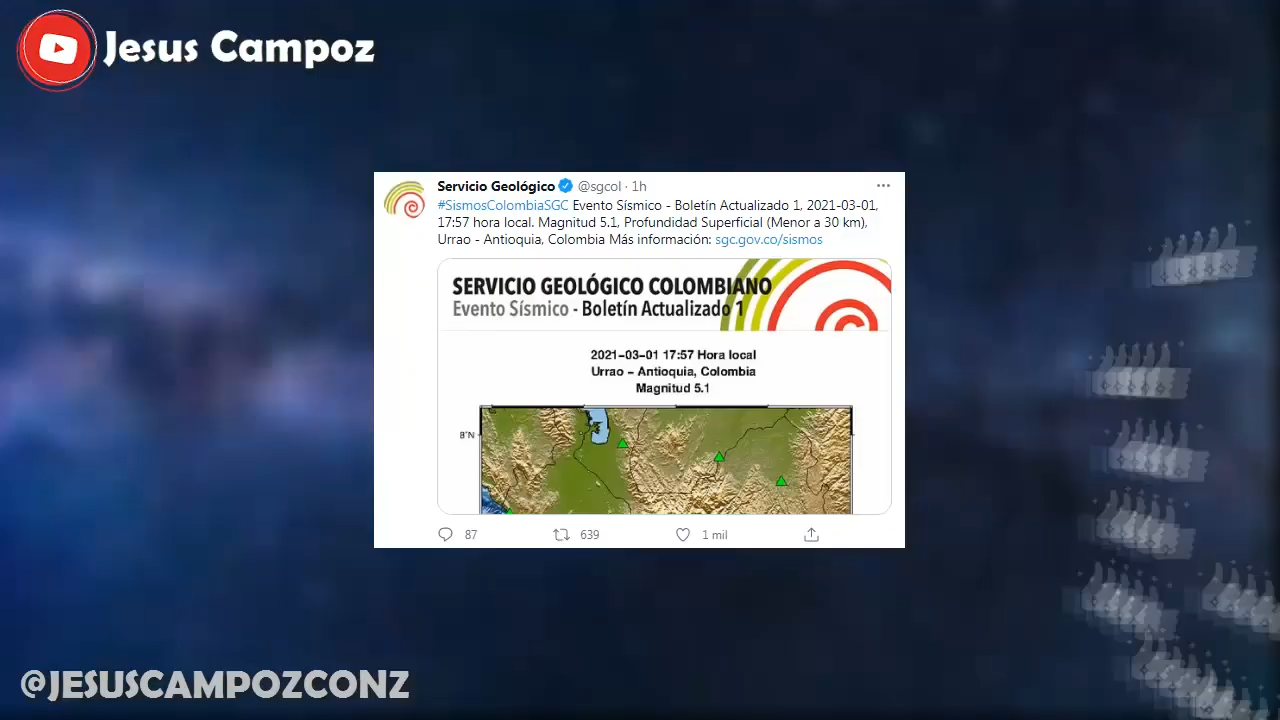 Jesus Campoz
Servicio Geológico @sgcol · 1h
#SismosColombiaSGC Evento Sísmico - Boletín Actualizado 1, 2021-03-01,
17:57 hora local. Magnitud 5.1, Profundidad Superficial (Menor a 30 km),
Urrao - Antioquia, Colombia Más información: sgc.gov.co/sismos
SERVICIO GEOLÓGICO COLOMBIANO
Evento Sísmico - Boletín Actualizado 1
2021-03-01 17:57 Hora local
Urrao - Antioquia, Colombia
Magnitud 5.1
8°N
87 639 1 mil
@JESUSCAMPOZCONZ